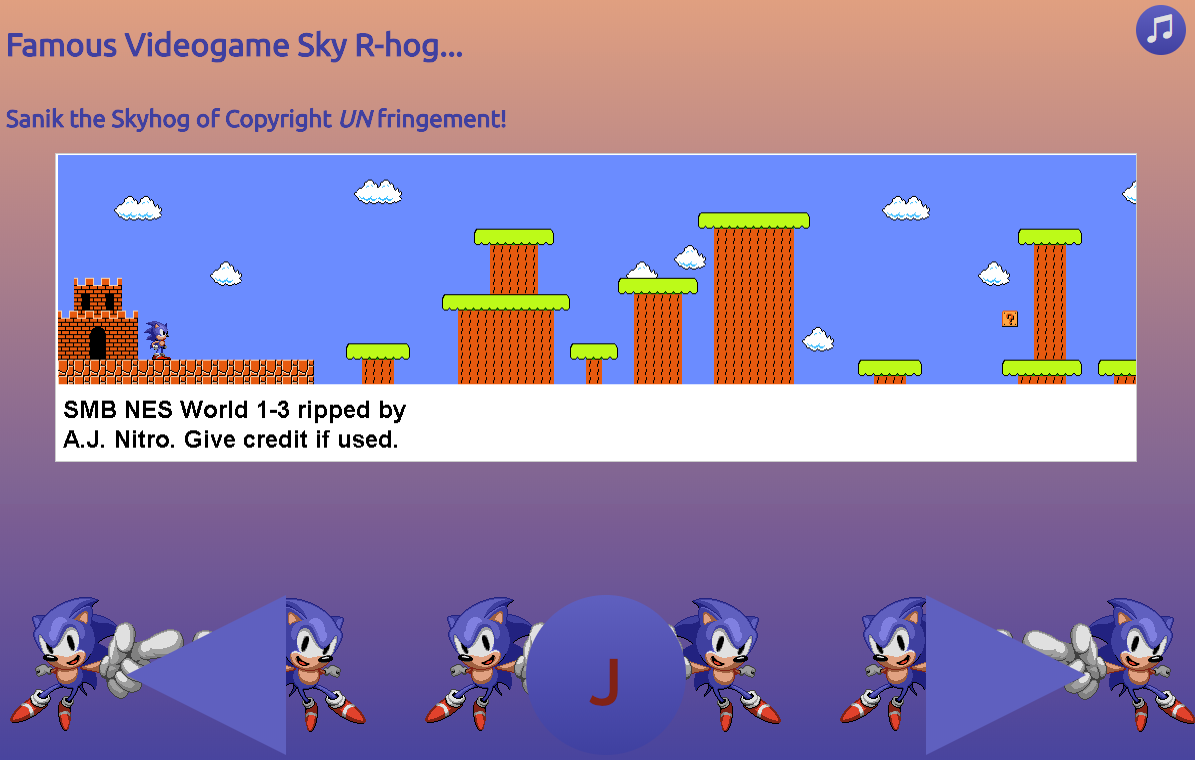 Famous Videogame Sky R-hog...
Sanik the Skyhog of Copyright UN fringement!
?
SMB NES World 1-3 ripped by
A.J. Nitro. Give credit if used.
J